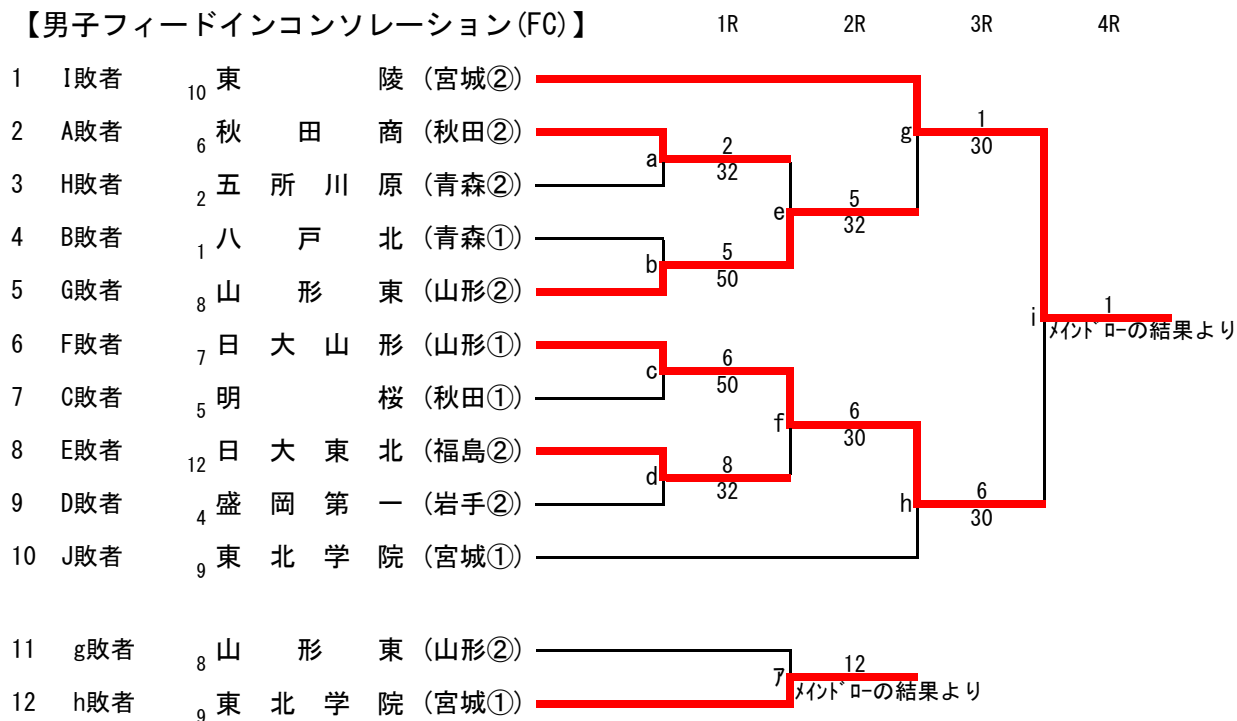 【男子フィードインコンソレーション(FC)】 1R 2R 3R 4R
1 I敗者 10 東陵 (宮城②)
2 A敗者 6 秋田商 (秋田②)
g 1
30
a 2
32
3 H敗者 2 五所川原 (青森②)
e 5
32
4 B敗者 1 八戸北 (青森①)
b 5
50
5 G敗者 8 山形東 (山形②)
i 1
メインドローの結果より
6 F敗者 7 日大山形 (山形①)
c 6
50
7 C敗者 5 明桜 (秋田①)
f 6
30
8 E敗者 12 日大東北 (福島②)
d 8
32
9 D敗者 4 盛岡第一 (岩手②)
h 6
30
10 J敗者 9 東北学院 (宮城①)
11 g敗者 8 山形東 (山形②)
ア 12
メインドローの結果より
12 h敗者 9 東北学院 (宮城①)